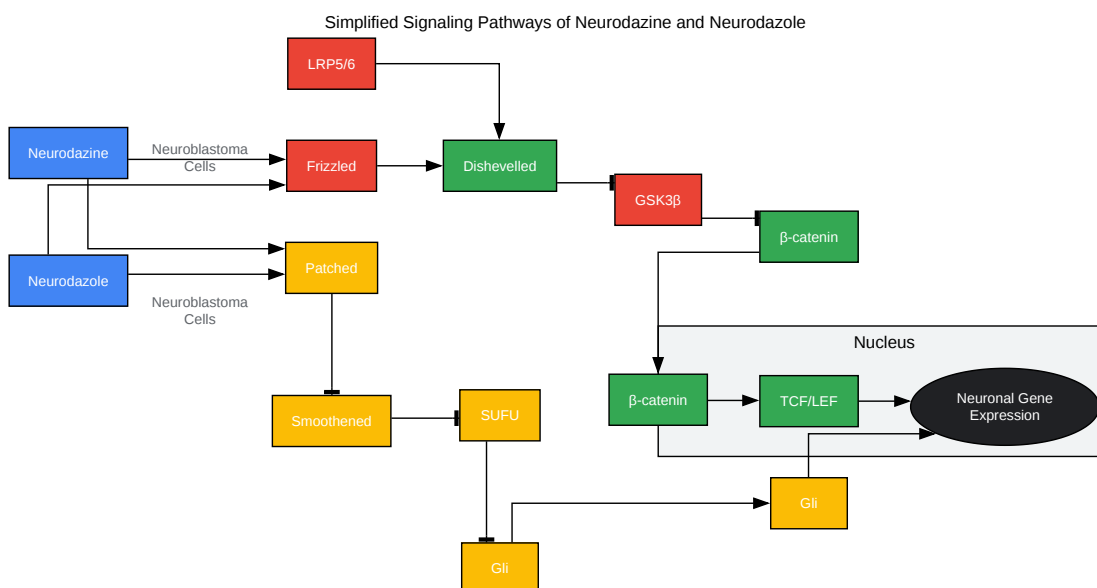 Simplified Signaling Pathways of Neurodazine and Neurodazole
LRP5/6
Neurodazine
Neuroblastoma
Cells
Frizzled
Dishevelled
GSK3β
β-catenin
Neurodazole
Patched
Neuroblastoma
Cells
Nucleus
Smoothened
SUFU
β-catenin
TCF/LEF
Neuronal Gene
Expression
Gli
Gli